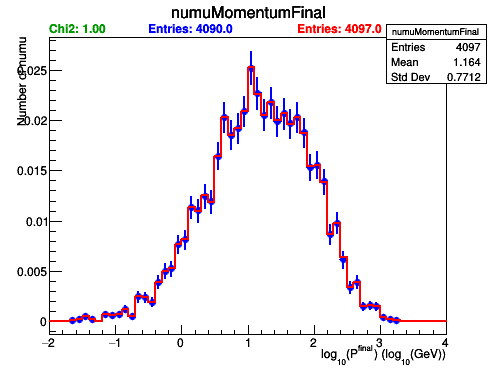 numuMomentumFinal
Chi2: 1.00 Entries: 4090.0 Entries: 4097.0
numuMomentumFinal
Entries 4097
Mean 1.164
Std Dev 0.7712
number of numu
0.025
0.02
0.015
0.01
0.005
0
−2 −1 0 1 2 3 4
log10(Pfinal) (log10(GeV))